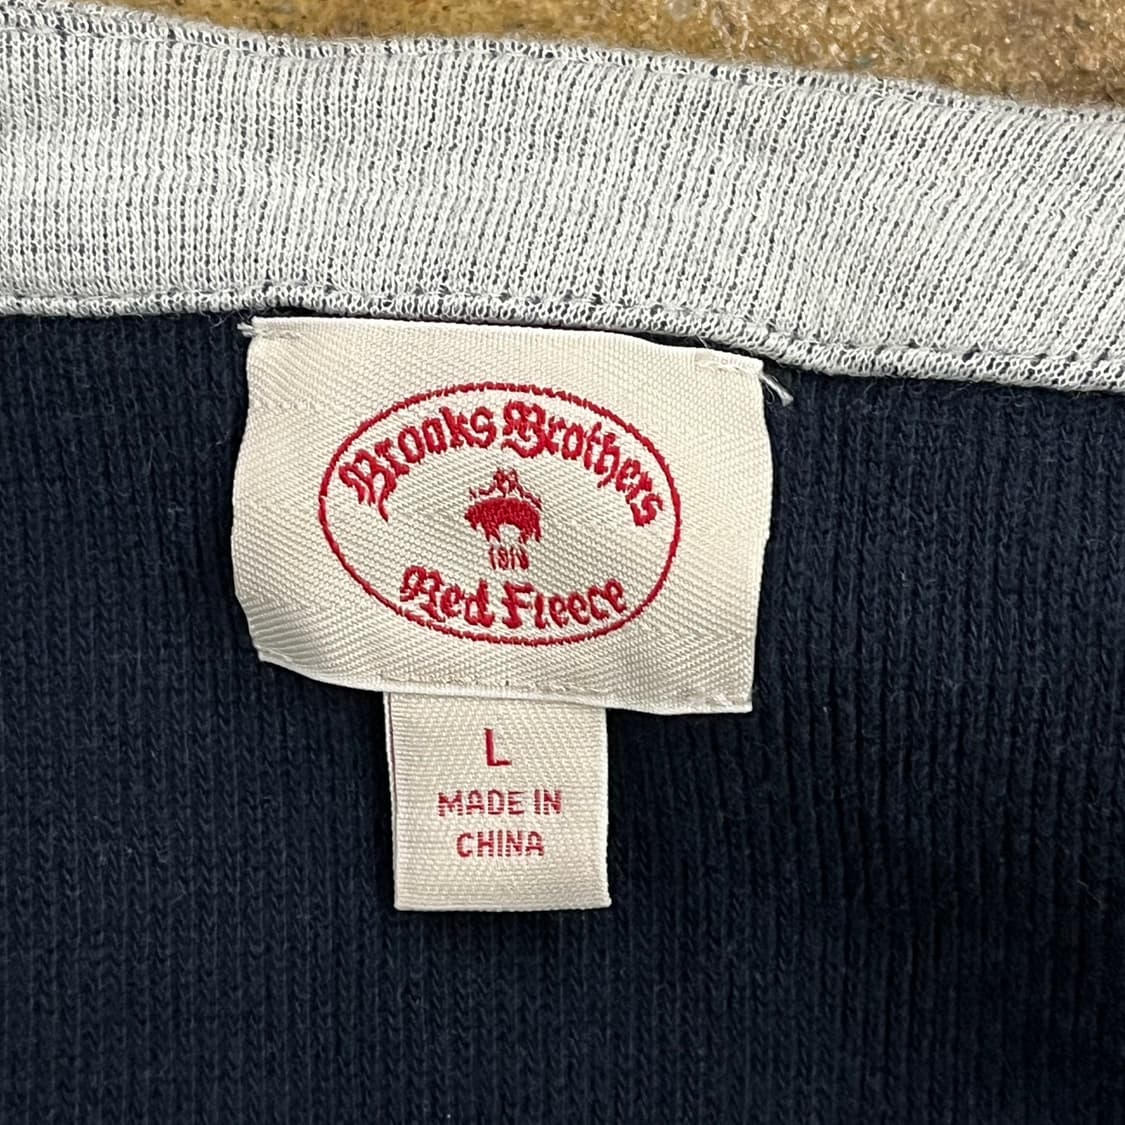 Brooks Brothers
1818
Red Fleece
L
MADE IN
CHINA